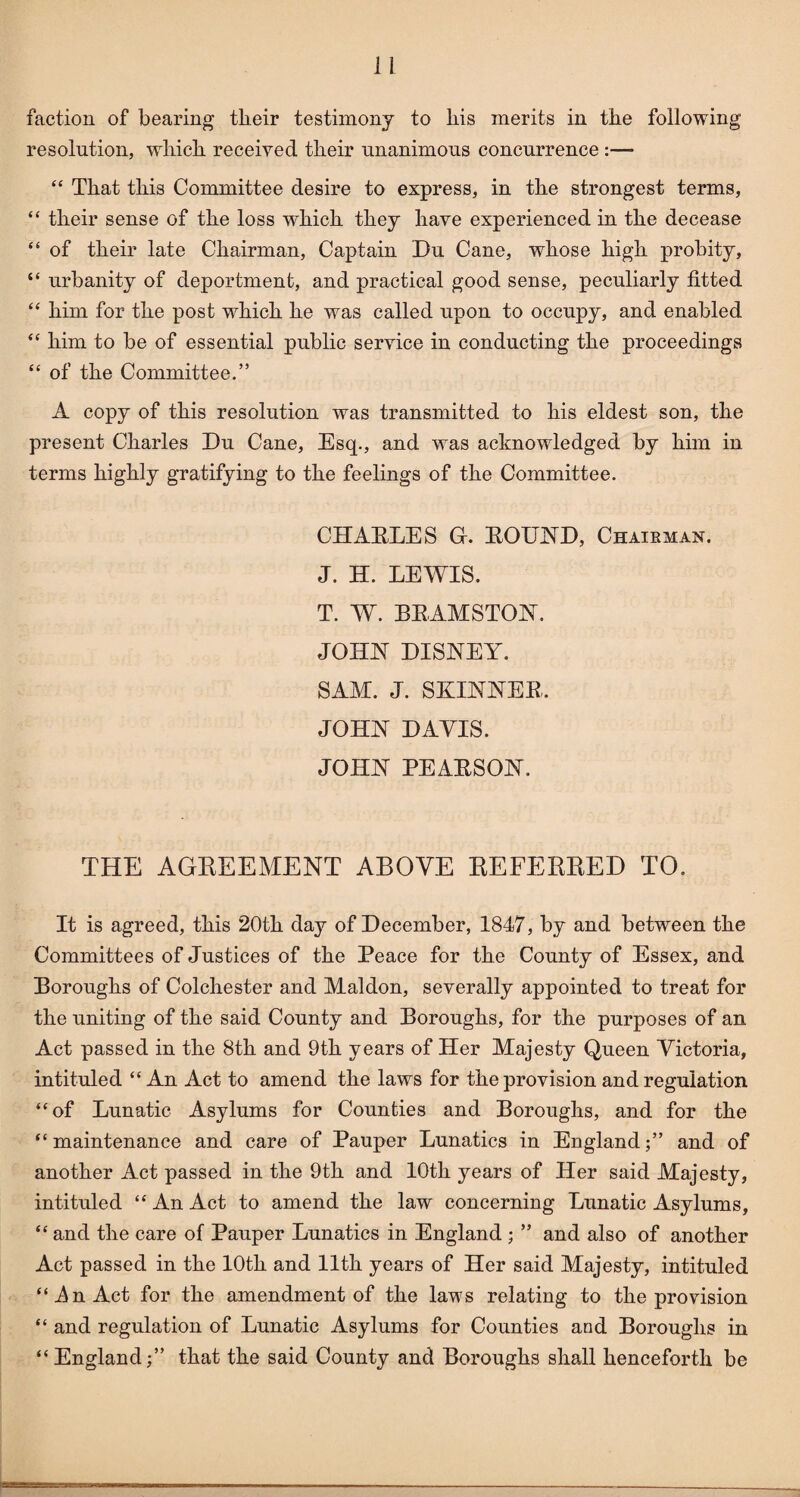 11
faction of bearing their testimony to his merits in the following
resolution, which received their unanimous concurrence :—
“ That this Committee desire to express, in the strongest terms,
“ their sense of the loss which they have experienced in the decease
“ of their late Chairman, Captain Du Cane, whose high probity,
“ urbanity of deportment, and practical good sense, peculiarly fitted
“ him for the post which he was called upon to occupy, and enabled
“ him to be of essential public service in conducting the proceedings
“ of the Committee.”
A copy of this resolution was transmitted to his eldest son, the
present Charles Du Cane, Esq., and was acknowledged by him in
terms highly gratifying to the feelings of the Committee.
CHARLES G. ROUND, Chairman.
J. H. LEWIS.
T. W. BRAMSTON.
JOHN DISNEY.
SAM. J. SKINNER.
JOHN DAVIS.
JOHN PEARSON.
THE AGREEMENT ABOVE REFERRED TO.
It is agreed, this 20th day of December, 1847, by and between the
Committees of Justices of the Peace for the County of Essex, and
Boroughs of Colchester and Maldon, severally appointed to treat for
the uniting of the said County and Boroughs, for the purposes of an
Act passed in the 8th and 9th years of Her Majesty Queen Victoria,
intituled “ An Act to amend the laws for the provision and regulation
“of Lunatic Asylums for Counties and Boroughs, and for the
“maintenance and care of Pauper Lunatics in England;” and of
another Act passed in the 9th and 10th years of Her said Majesty,
intituled “ An Act to amend the law concerning Lunatic Asylums,
“ and the care of Pauper Lunatics in England ; ” and also of another
Act passed in the 10th and 11th years of Her said Majesty, intituled
“ An Act for the amendment of the laws relating to the provision
“ and regulation of Lunatic Asylums for Counties and Boroughs in
“ England;” that the said County and Boroughs shall henceforth be